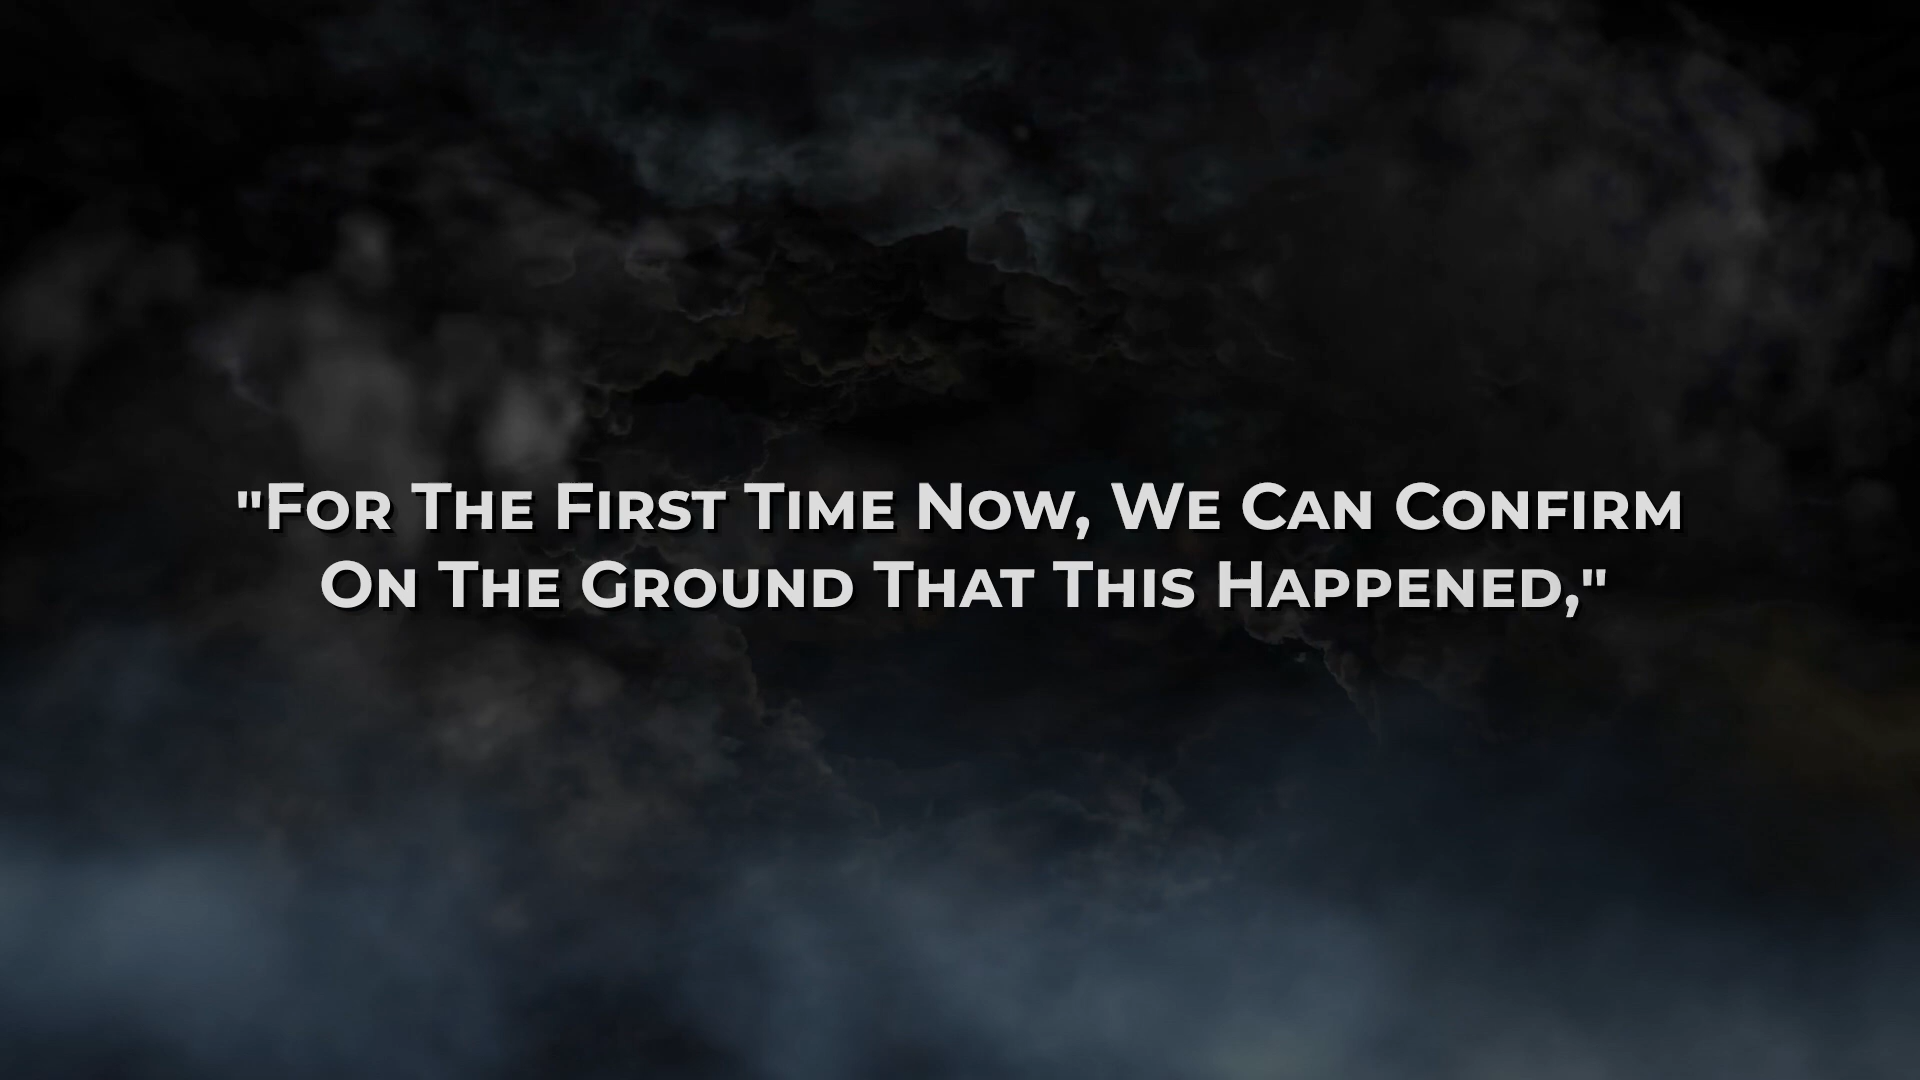 "For The First Time Now, We Can Confirm
On The Ground That This Happened,"